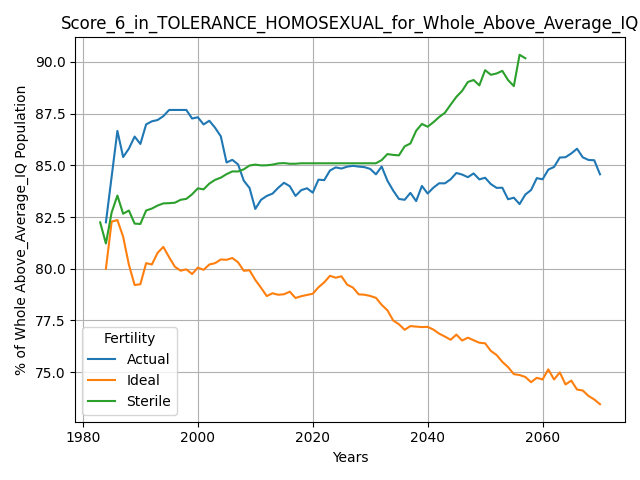 Score_6_in_TOLERANCE_HOMOSEXUAL_for_Whole_Above_Average_IQ
% of Whole Above_Average_IQ Population
90.0
87.5
85.0
82.5
80.0
77.5
75.0
Fertility
Actual
Ideal
Sterile
1980
2000
2020
2040
2060
Years